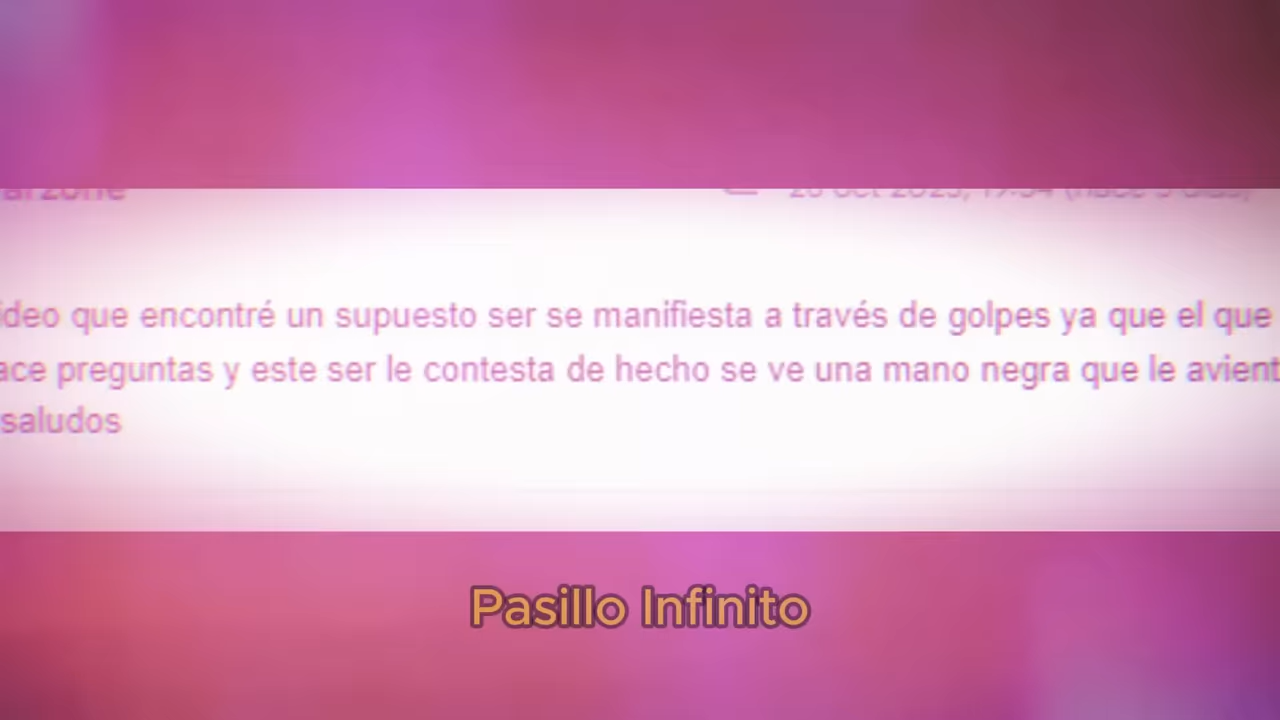 ideo que encontré un supuesto ser se manifiesta a través de golpes ya que el que
ace preguntas y este ser le contesta de hecho se ve una mano negra que le avient
saludos
Pasillo Infinito